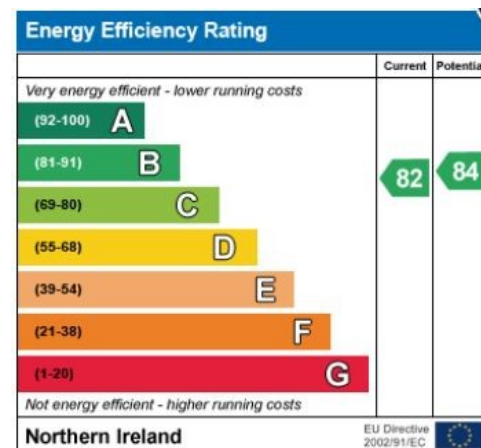 Energy Efficiency Rating
Current Potentia
Very energy efficient - lower running costs
(92-100) A
(81-91) B
(69-80) C
(55-68) D
(39-54) E
(21-38) F
(1-20) G
82
84
Not energy efficient - higher running costs
Northern Ireland
EU Directive
2002/91/EC